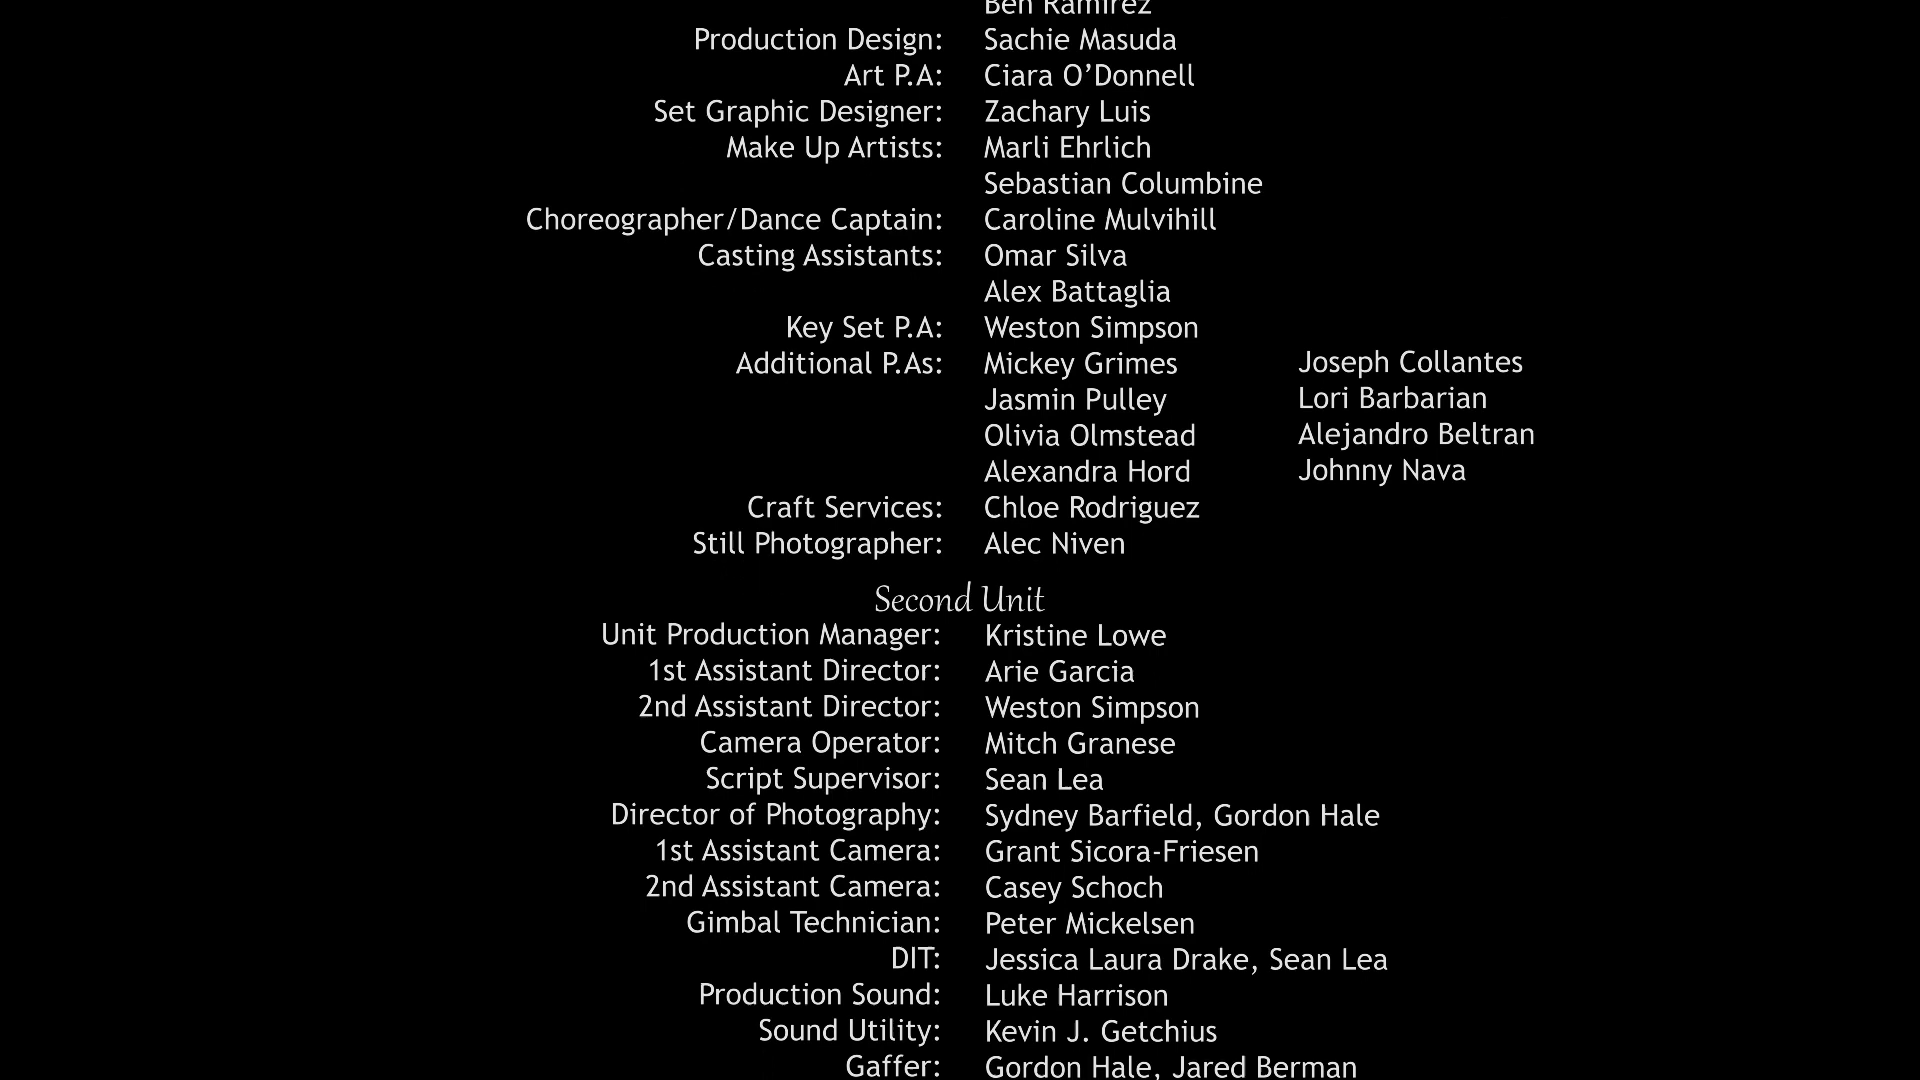 Ben Ramirez
Production Design: Sachie Masuda
Art P.A: Ciara O’Donnell
Set Graphic Designer: Zachary Luis
Make Up Artists: Marli Ehrlich
Sebastian Columbine
Choreographer/Dance Captain: Caroline Mulvihill
Casting Assistants: Omar Silva
Alex Battaglia
Key Set P.A: Weston Simpson
Additional P.As: Mickey Grimes Joseph Collantes
Jasmin Pulley Lori Barbarian
Olivia Olmstead Alejandro Beltran
Alexandra Hord Johnny Nava
Craft Services: Chloe Rodriguez
Still Photographer: Alec Niven
Second Unit
Unit Production Manager: Kristine Lowe
1st Assistant Director: Arie Garcia
2nd Assistant Director: Weston Simpson
Camera Operator: Mitch Granese
Script Supervisor: Sean Lea
Director of Photography: Sydney Barfield, Gordon Hale
1st Assistant Camera: Grant Sicora-Friesen
2nd Assistant Camera: Casey Schoch
Gimbal Technician: Peter Mickelsen
DIT: Jessica Laura Drake, Sean Lea
Production Sound: Luke Harrison
Sound Utility: Kevin J. Getchius
Gaffer: Gordon Hale, Jared Berman